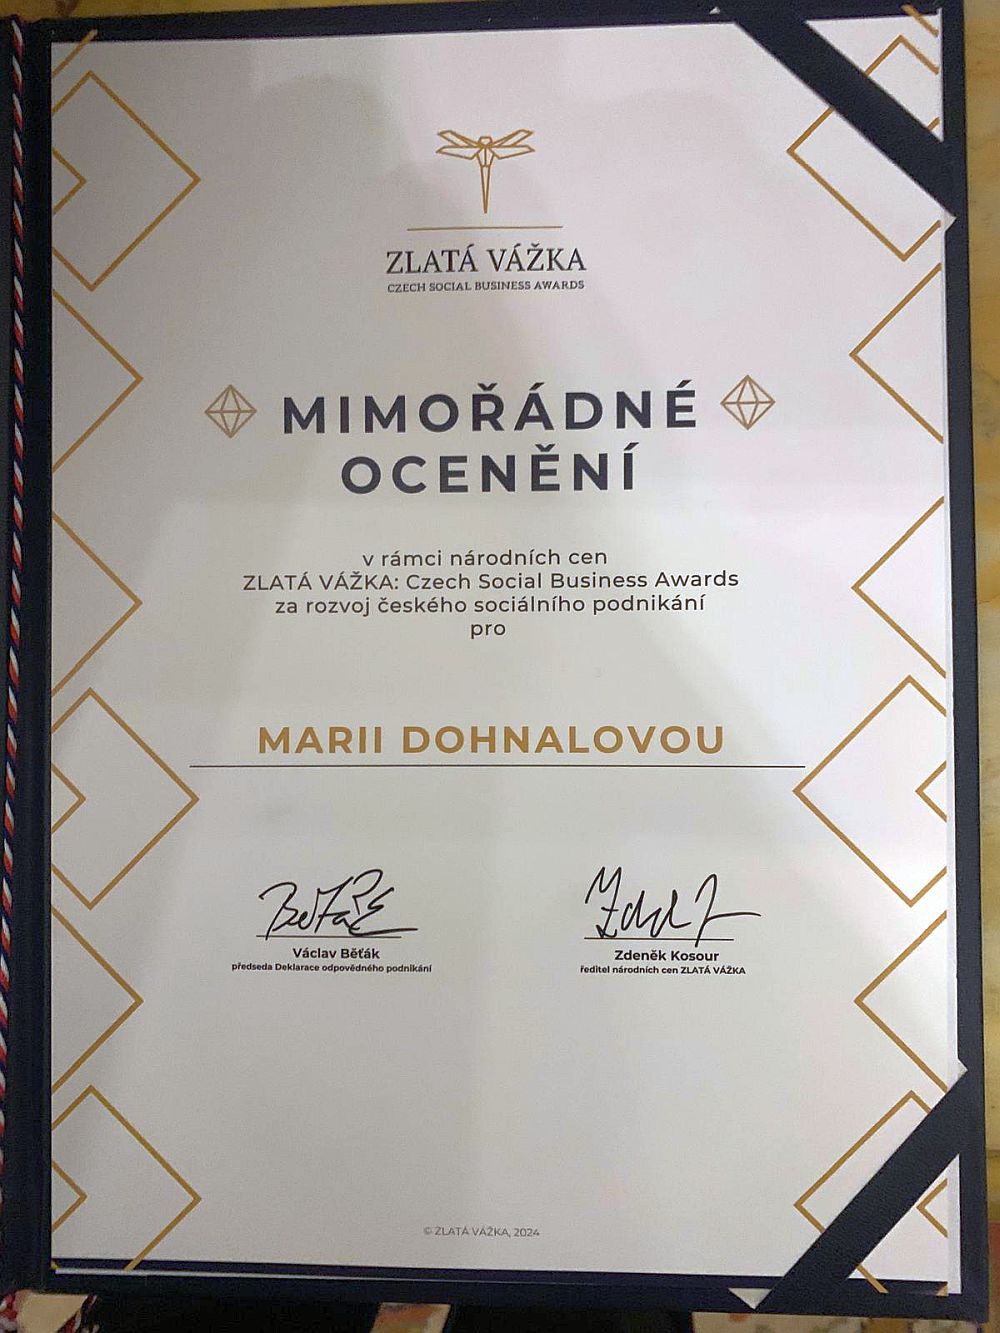 ZLATÁ VÁŽKA
CZECH SOCIAL BUSINESS AWARDS
MIMOŘÁDNÉ
OCENĚNÍ
v rámci národních cen
ZLATÁ VÁŽKA: Czech Social Business Awards
za rozvoj českého sociálního podnikání
pro
MARII DOHNALOVOU
Václav Běťák
předseda Deklarace odpovědného podnikání
Zdeněk Kosour
ředitel národních cen ZLATÁ VÁŽKA
© ZLATÁ VÁŽKA, 2024